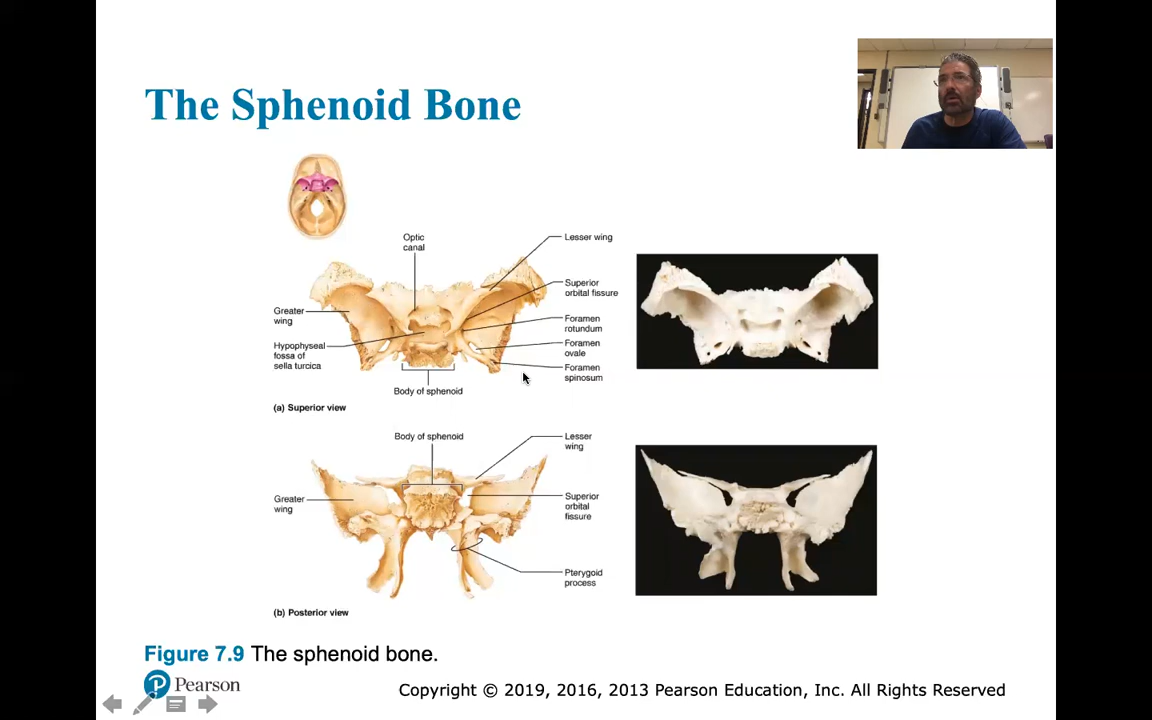 The Sphenoid Bone
Optic
canal
Lesser wing
Superior
orbital fissure
Greater
wing
Foramen
rotundum
Hypophyseal
fossa of
sella turcica
Foramen
ovale
Foramen
spinosum
Body of sphenoid
(a) Superior view
Body of sphenoid
Lesser
wing
Greater
wing
Superior
orbital
fissure
Pterygoid
process
(b) Posterior view
Figure 7.9 The sphenoid bone.
P Pearson
Copyright © 2019, 2016, 2013 Pearson Education, Inc. All Rights Reserved